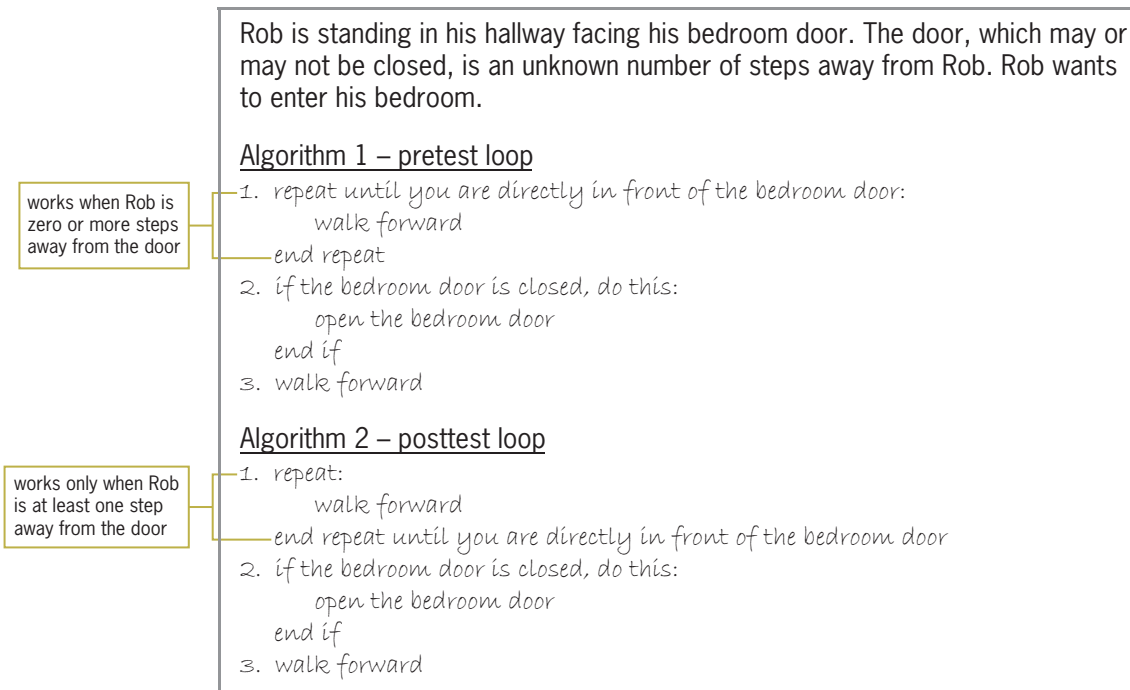 Rob is standing in his hallway facing his bedroom door. The door, which may or
may not be closed, is an unknown number of steps away from Rob. Rob wants
to enter his bedroom.
Algorithm 1 – pretest loop
works when Rob is
zero or more steps
away from the door
1. repeat until you are directly in front of the bedroom door:
walk forward
end repeat
2. if the bedroom door is closed, do this:
open the bedroom door
end if
3. walk forward
Algorithm 2 – posttest loop
works only when Rob
is at least one step
away from the door
1. repeat:
walk forward
end repeat until you are directly in front of the bedroom door
2. if the bedroom door is closed, do this:
open the bedroom door
end if
3. walk forward